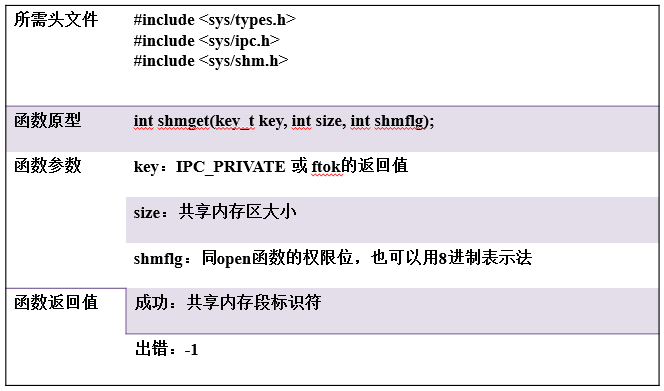 所需头文件
#include <sys/types.h>
#include <sys/ipc.h>
#include <sys/shm.h>
函数原型
int shmget(key_t key, int size, int shmflg);
函数参数
key：IPC_PRIVATE 或 ftok的返回值
size：共享内存区大小
shmflg：同open函数的权限位，也可以用8进制表示法
函数返回值
成功：共享内存段标识符
出错：-1